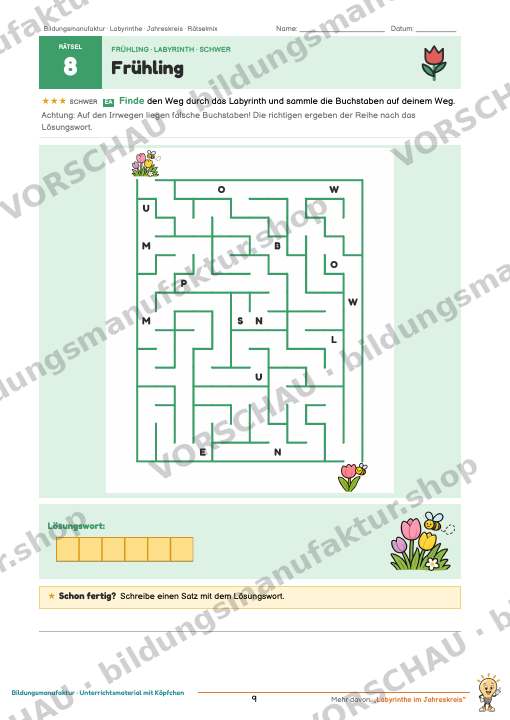 Bildungsmanufaktur · Labyrinthe · Jahreskreis · Rätselmix Name: Datum:
RÄTSEL
8
FRÜHLING · LABYRINTH · SCHWER
Frühling
★★★ SCHWER EA Finde den Weg durch das Labyrinth und sammle die Buchstaben auf deinem Weg.
Achtung: Auf den Irrwegen liegen falsche Buchstaben! Die richtigen ergeben der Reihe nach das
Lösungswort.
O W
U
M B
O
P
W
M S N
L
U
E N
Lösungswort:
★ Schon fertig? Schreibe einen Satz mit dem Lösungswort.
Bildungsmanufaktur · Unterrichtsmaterial mit Köpfchen
9
Mehr davon: „Labyrinthe im Jahreskreis"
VORSCHAU · bildungsmanufaktur.shop